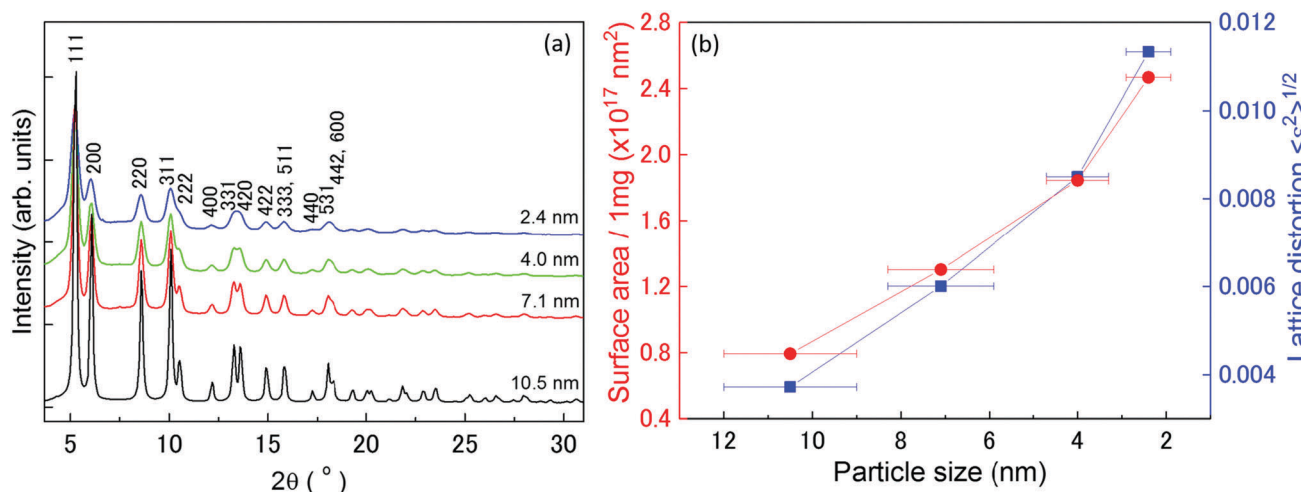 (a)
111
200
220
311
222
400
331
420
422
333, 511
440
531
442, 600
2.4 nm
4.0 nm
7.1 nm
10.5 nm
Intensity (arb. units)
5 10 15 20 25 30
2θ ( ° )
(b)
2.8
2.4
2.0
1.6
1.2
0.8
0.4
Surface area / 1mg (x10¹⁷ nm²)
12 10 8 6 4 2
Particle size (nm)
0.012
0.010
0.008
0.006
0.004
Lattice distortion <ε²>¹/²